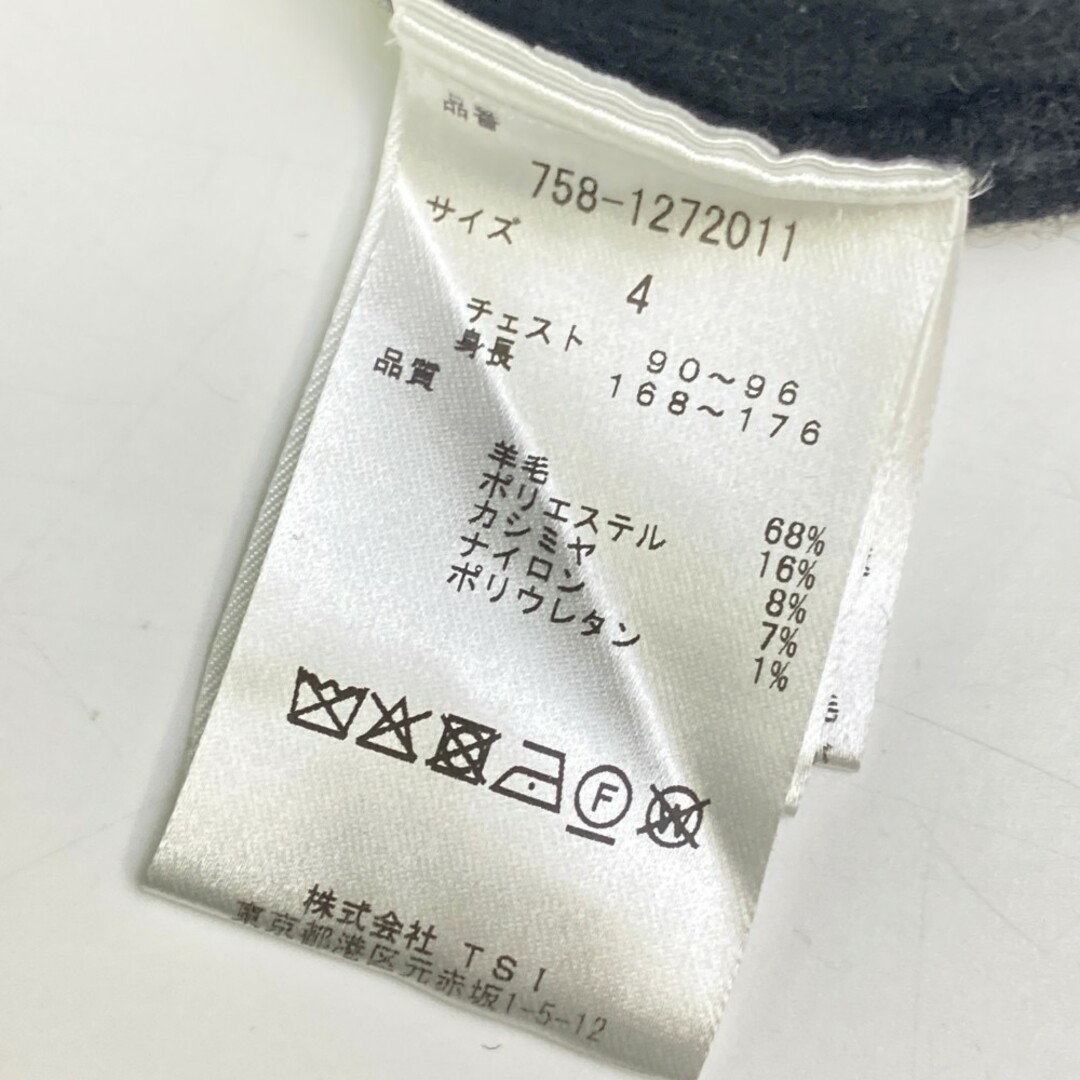 品番
758-1272011
サイズ
4
チェスト 90～96
身長 168～176
品質
羊毛 68%
ポリエステル 16%
カシミヤ 8%
ナイロン 7%
ポリウレタン 1%
F W
株式会社 TSI
東京都港区元赤坂1-5-12